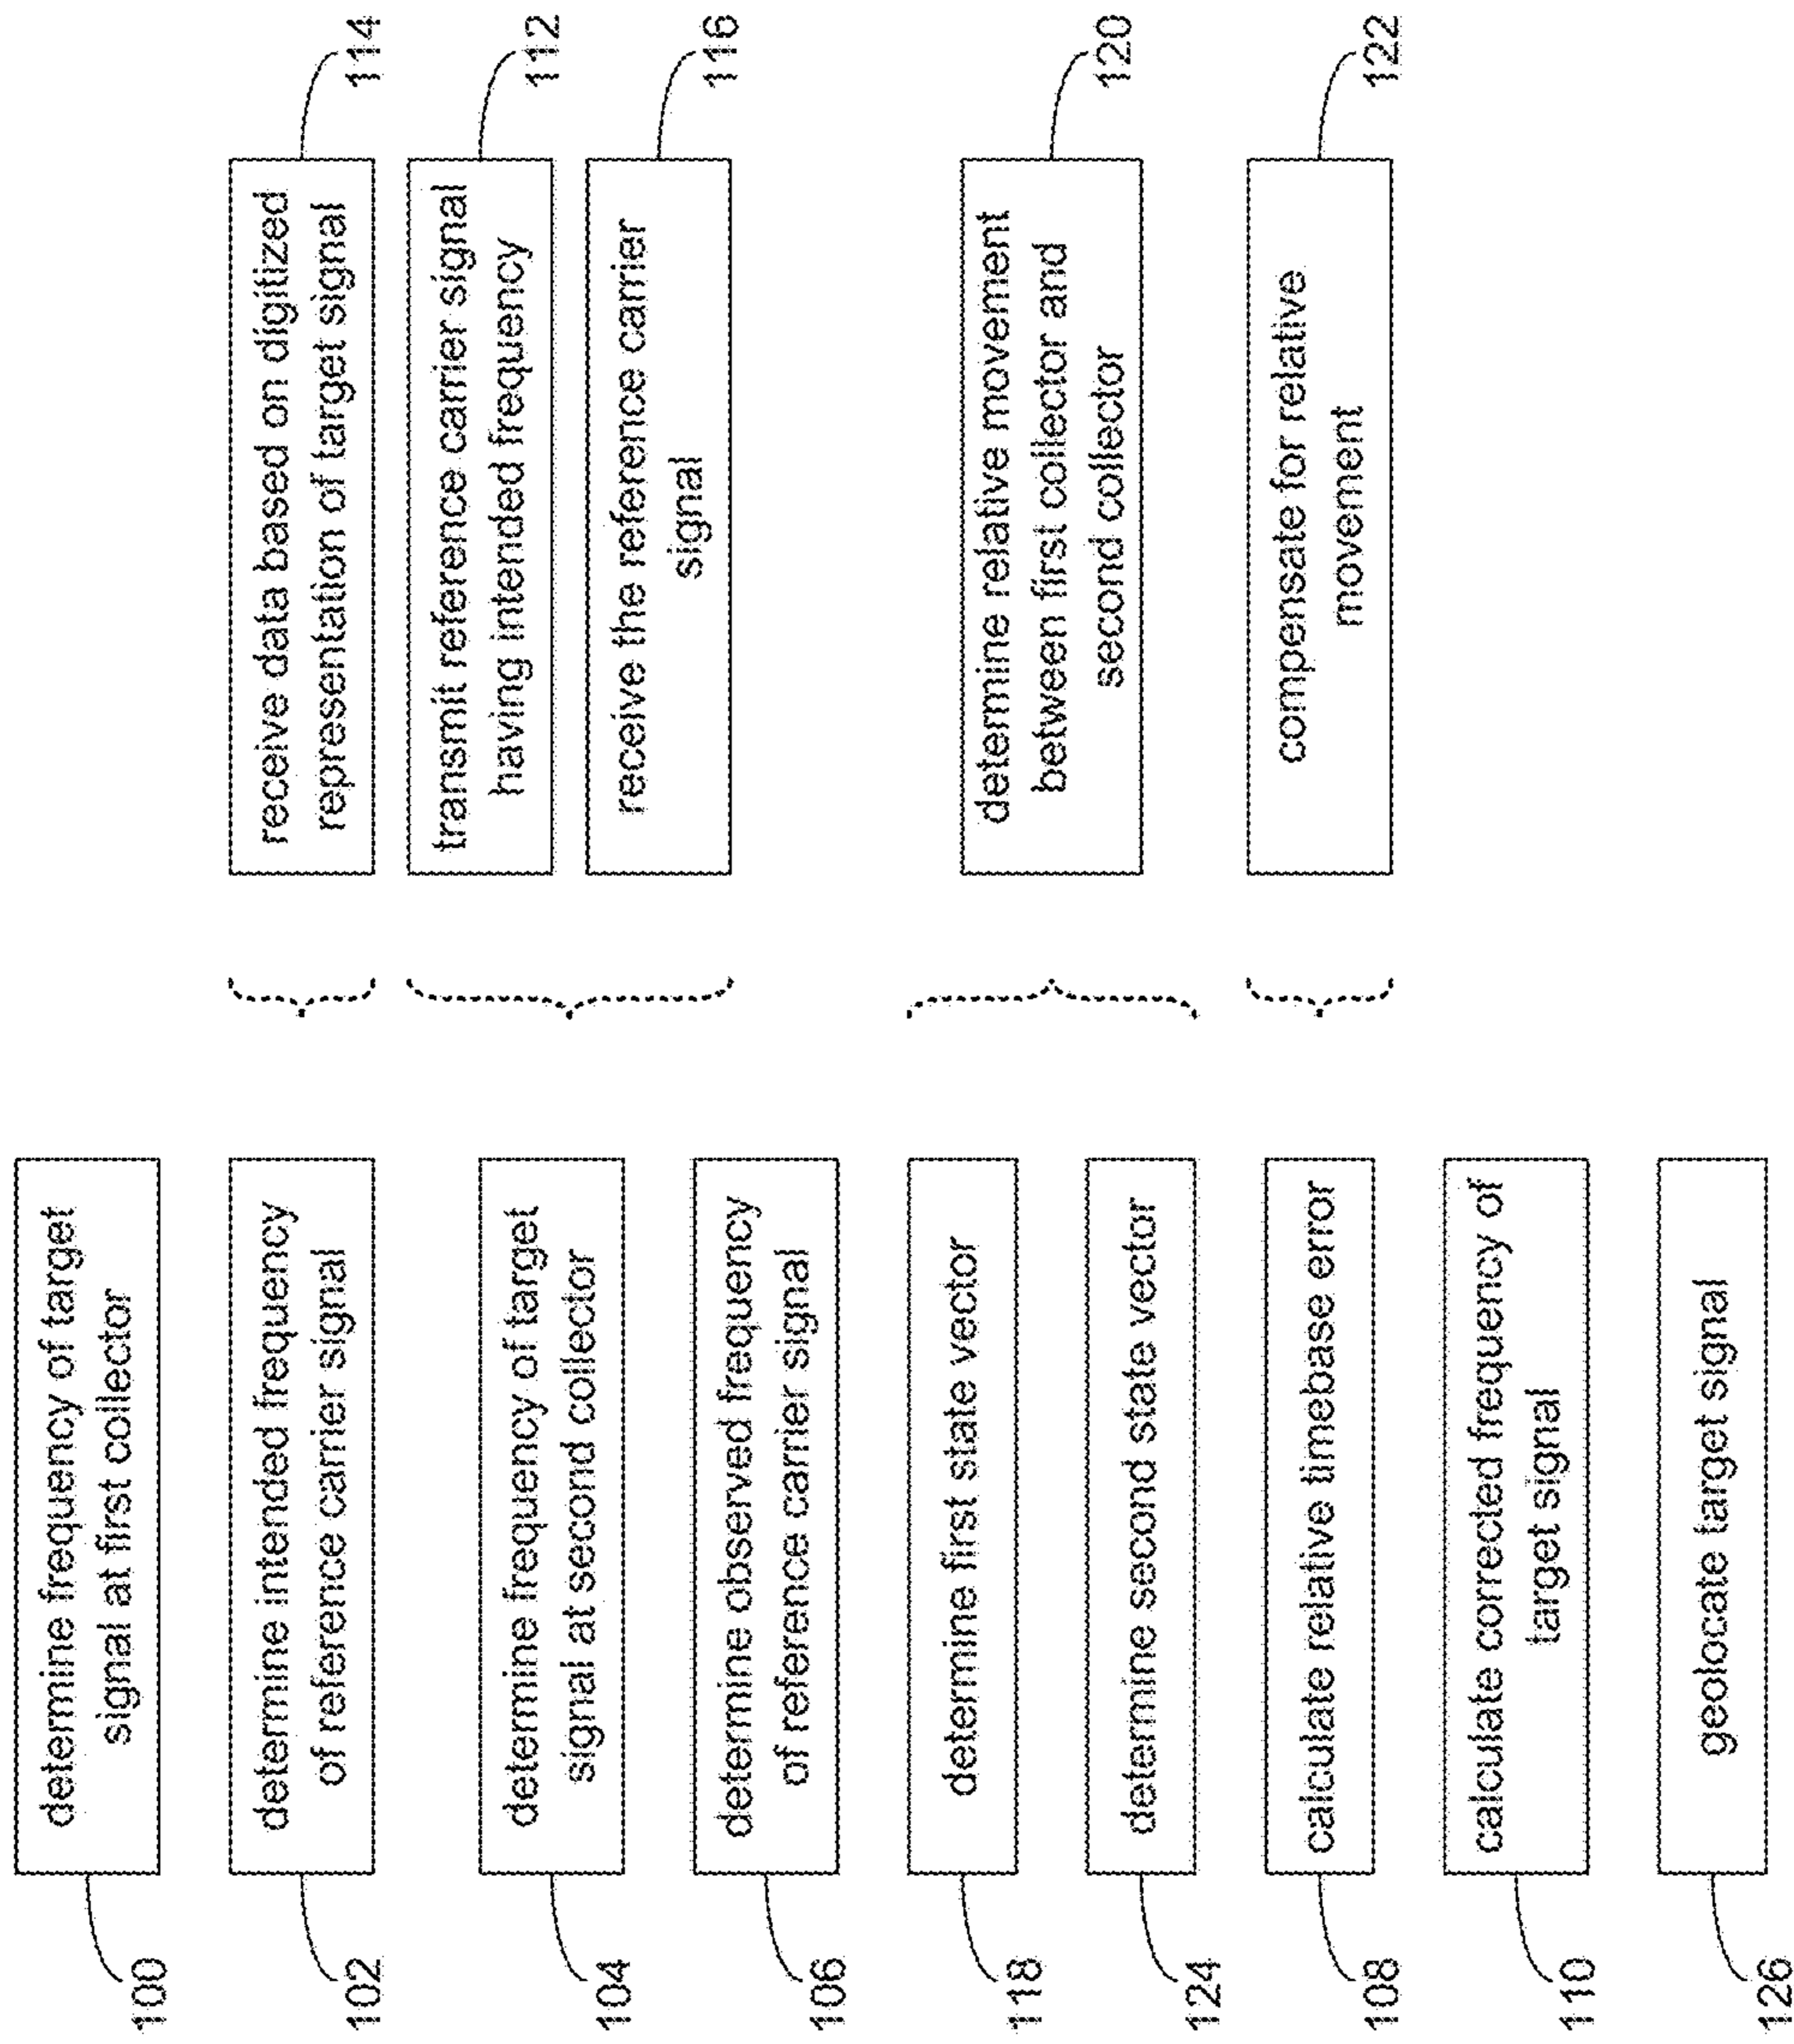 100
determine frequency of target
signal at first collector
102
determine intended frequency
of reference carrier signal
104
determine frequency of target
signal at second collector
106
determine observed frequency
of reference carrier signal
118
determine first state vector
124
determine second state vector
108
calculate relative timebase error
110
calculate corrected frequency of
target signal
126
geolocate target signal
receive data based on digitized
representation of target signal
114
transmit reference carrier signal
having intended frequency
112
receive the reference carrier
signal
116
determine relative movement
between first collector and
second collector
120
compensate for relative
movement
122